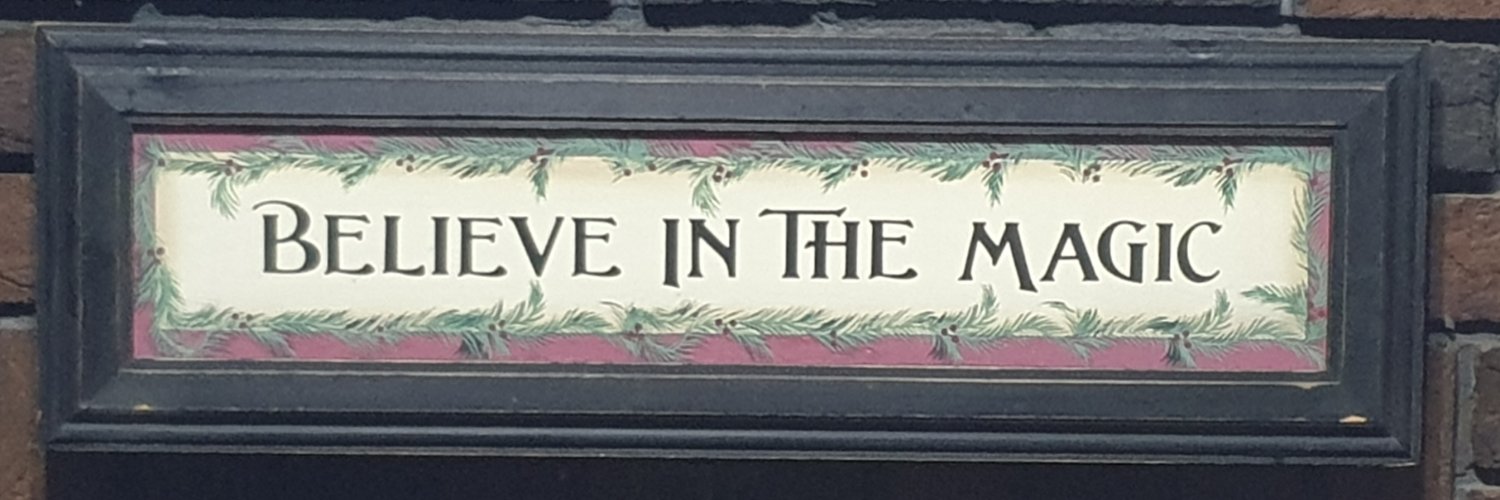 BELIEVE IN THE MAGIC